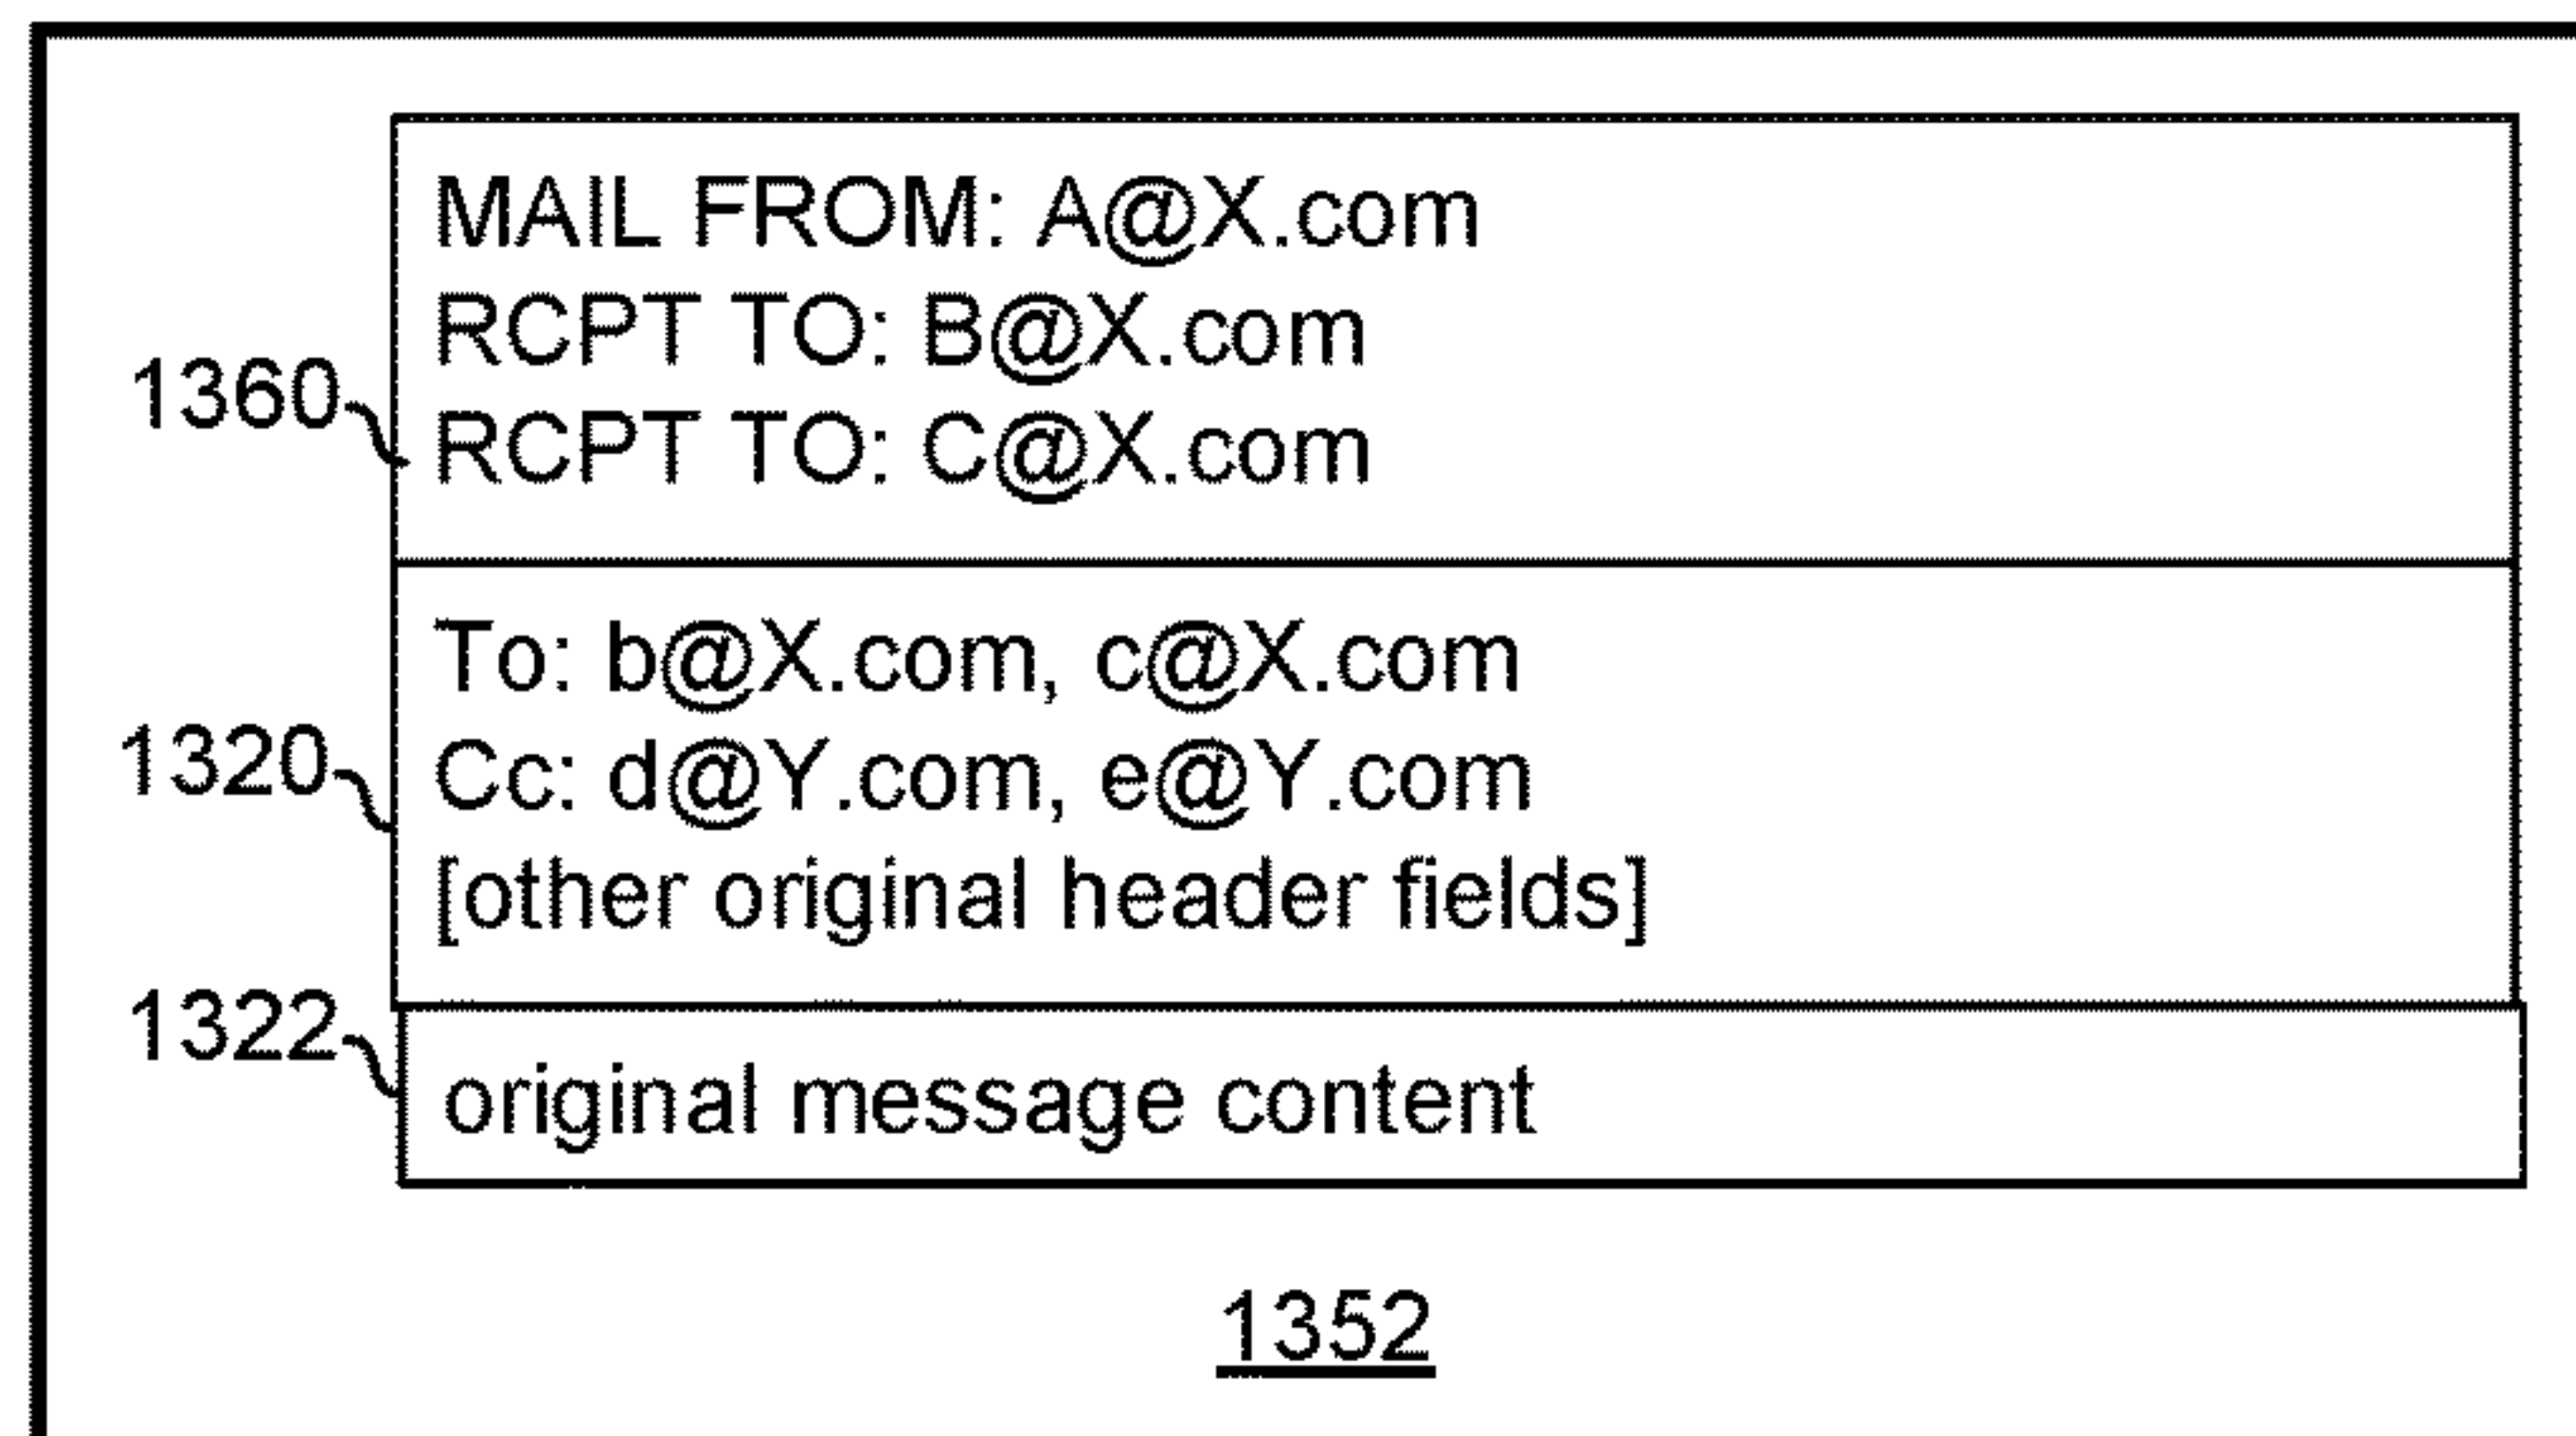 MAIL FROM: A@X.com
RCPT TO: B@X.com
1360
RCPT TO: C@X.com
To: b@X.com, c@X.com
1320
Cc: d@Y.com, e@Y.com
[other original header fields]
1322
original message content
1352